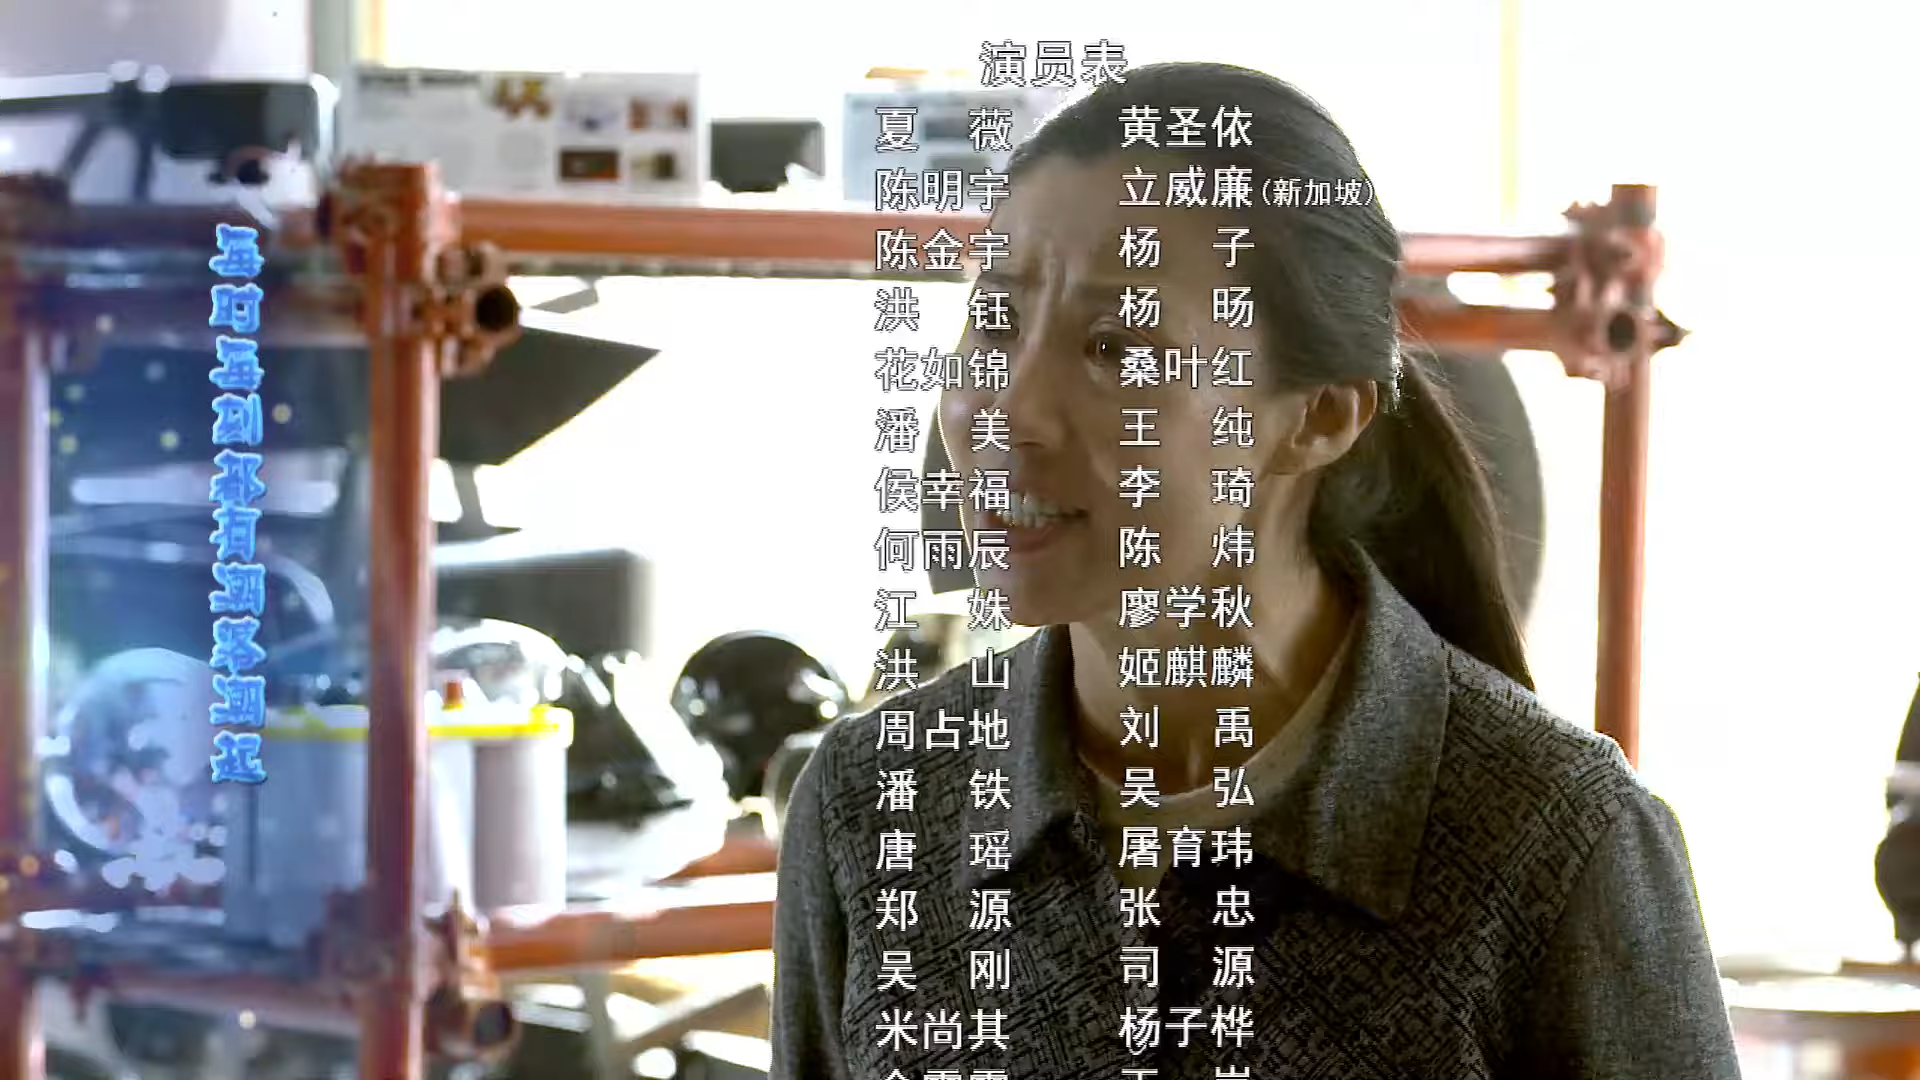 演员表
夏 薇 黄圣依
陈明宇 立威廉(新加坡)
陈金宇 杨 子
洪 钰 杨 旸
花如锦 桑叶红
潘 美 王 纯
侯幸福 李 琦
何雨辰 陈 炜
江 姝 廖学秋
洪 山 姬麒麟
周占地 刘 禹
潘 铁 吴 弘
唐 瑶 屠育玮
郑 源 张 忠
吴 刚 司 源
米尚其 杨子桦
每时每刻都有潮落潮起